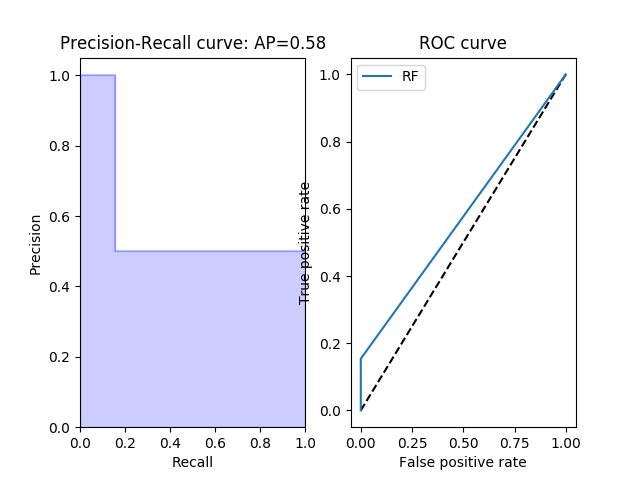 Precision-Recall curve: AP=0.58
1.0
0.8
0.6
0.4
0.2
0.0
Precision
0.0 0.2 0.4 0.6 0.8 1.0
Recall
ROC curve
RF
1.0
0.8
0.6
0.4
0.2
0.0
True positive rate
0.00 0.25 0.50 0.75 1.00
False positive rate